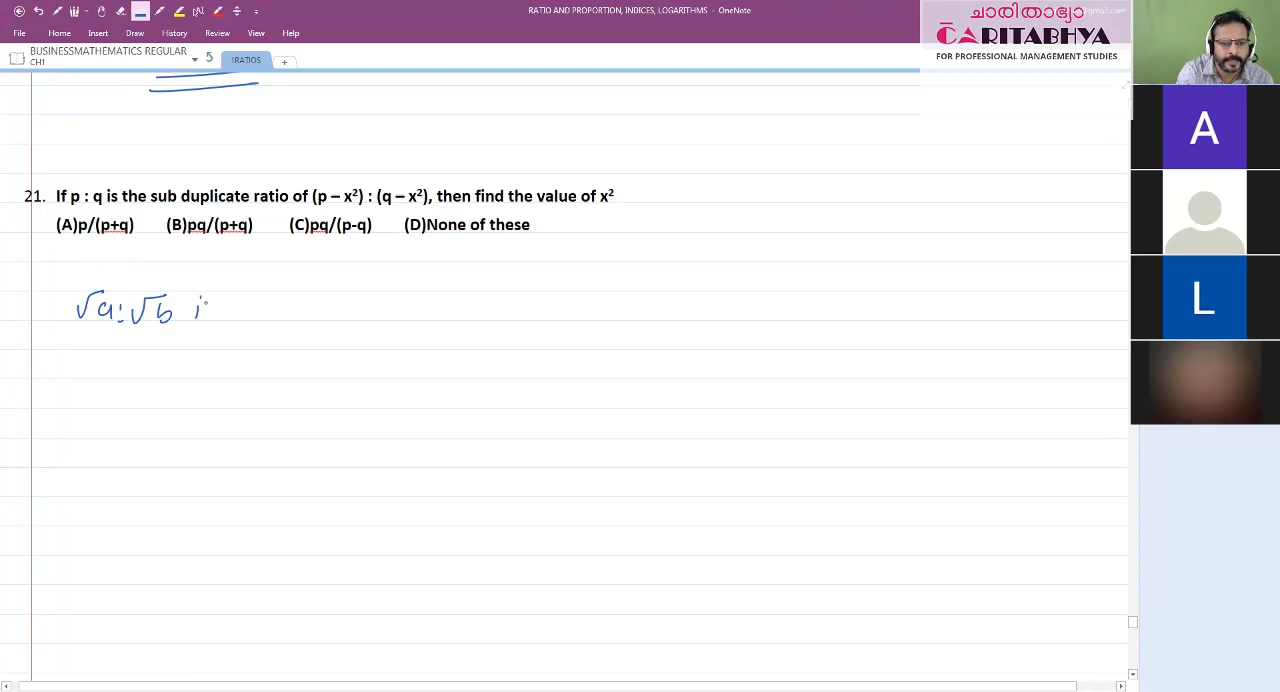 RATIO AND PROPORTION, INDICES, LOGARITHMS - OneNote
File Home Insert Draw History Review View Help
BUSINESSMATHEMATICS REGULAR
CH1
1RATIOS
ചാരിതാഭ്യാ
@gmail.com
CARITABHYA
FOR PROFESSIONAL MANAGEMENT STUDIES
21. If p : q is the sub duplicate ratio of (p – x²) : (q – x²), then find the value of x²
(A)p/(p+q) (B)pq/(p+q) (C)pq/(p-q) (D)None of these
√a : √b i
A
L